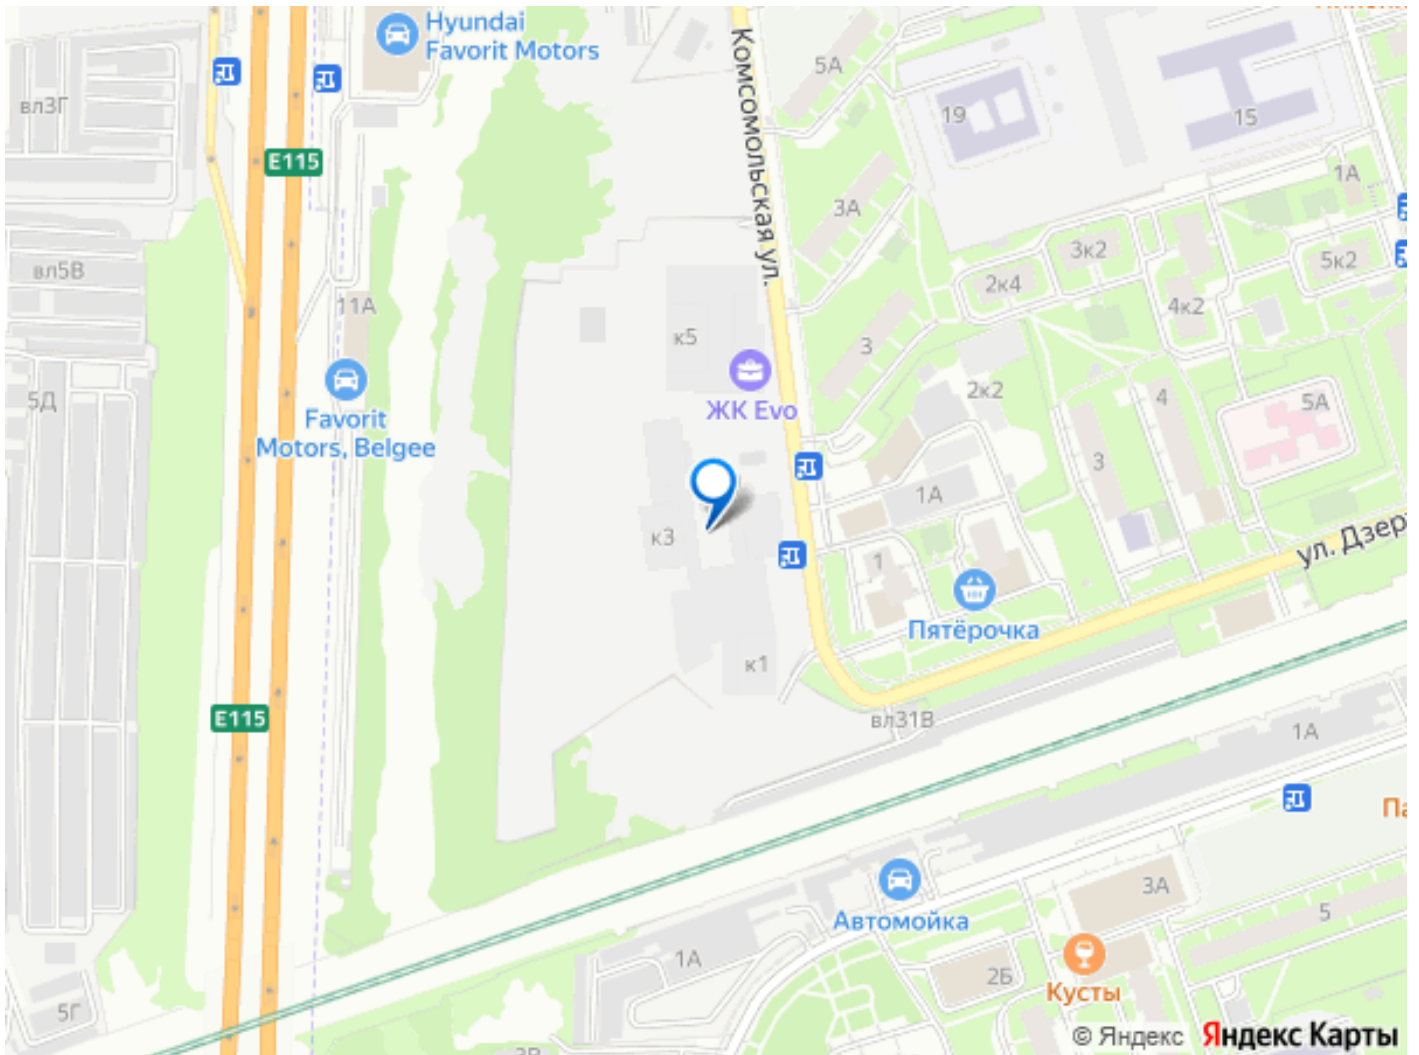 Hyundai
Favorit Motors
Комсомольская ул.
5А
19
15
1А
вл3Г
E115
3А
3к2
5к2
2к4
4к2
вл5В
11А
к5
3
ЖК Evo
2к2
4
5А
5Д
Favorit
Motors, Belgee
3
1А
к3
1
ул. Дзер
Пятёрочка
к1
E115
вл31В
1А
Па
3А
Автомойка
5
1А
2Б
Кусты
5Г
© Яндекс
Яндекс Карты